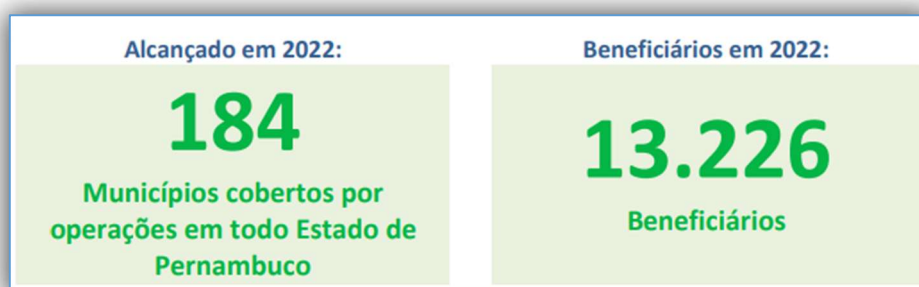 Alcançado em 2022:
184
Municípios cobertos por
operações em todo Estado de
Pernambuco
Beneficiários em 2022:
13.226
Beneficiários